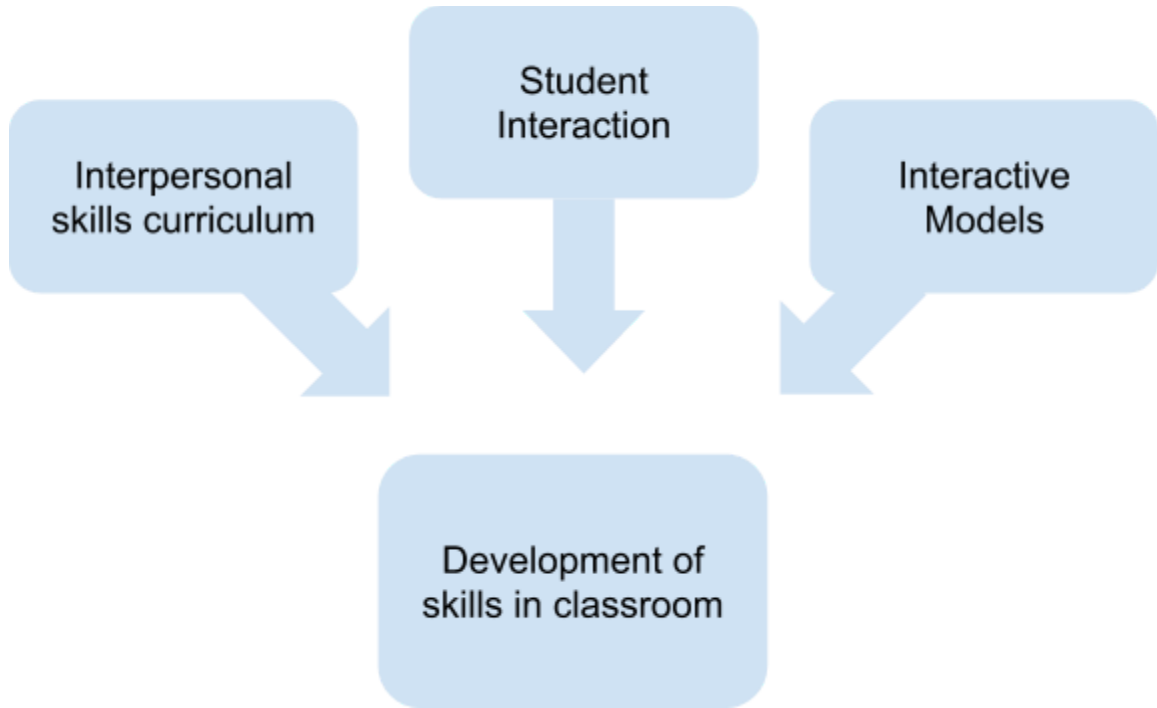 Student
Interaction
Interpersonal
skills curriculum
Interactive
Models
Development of
skills in classroom